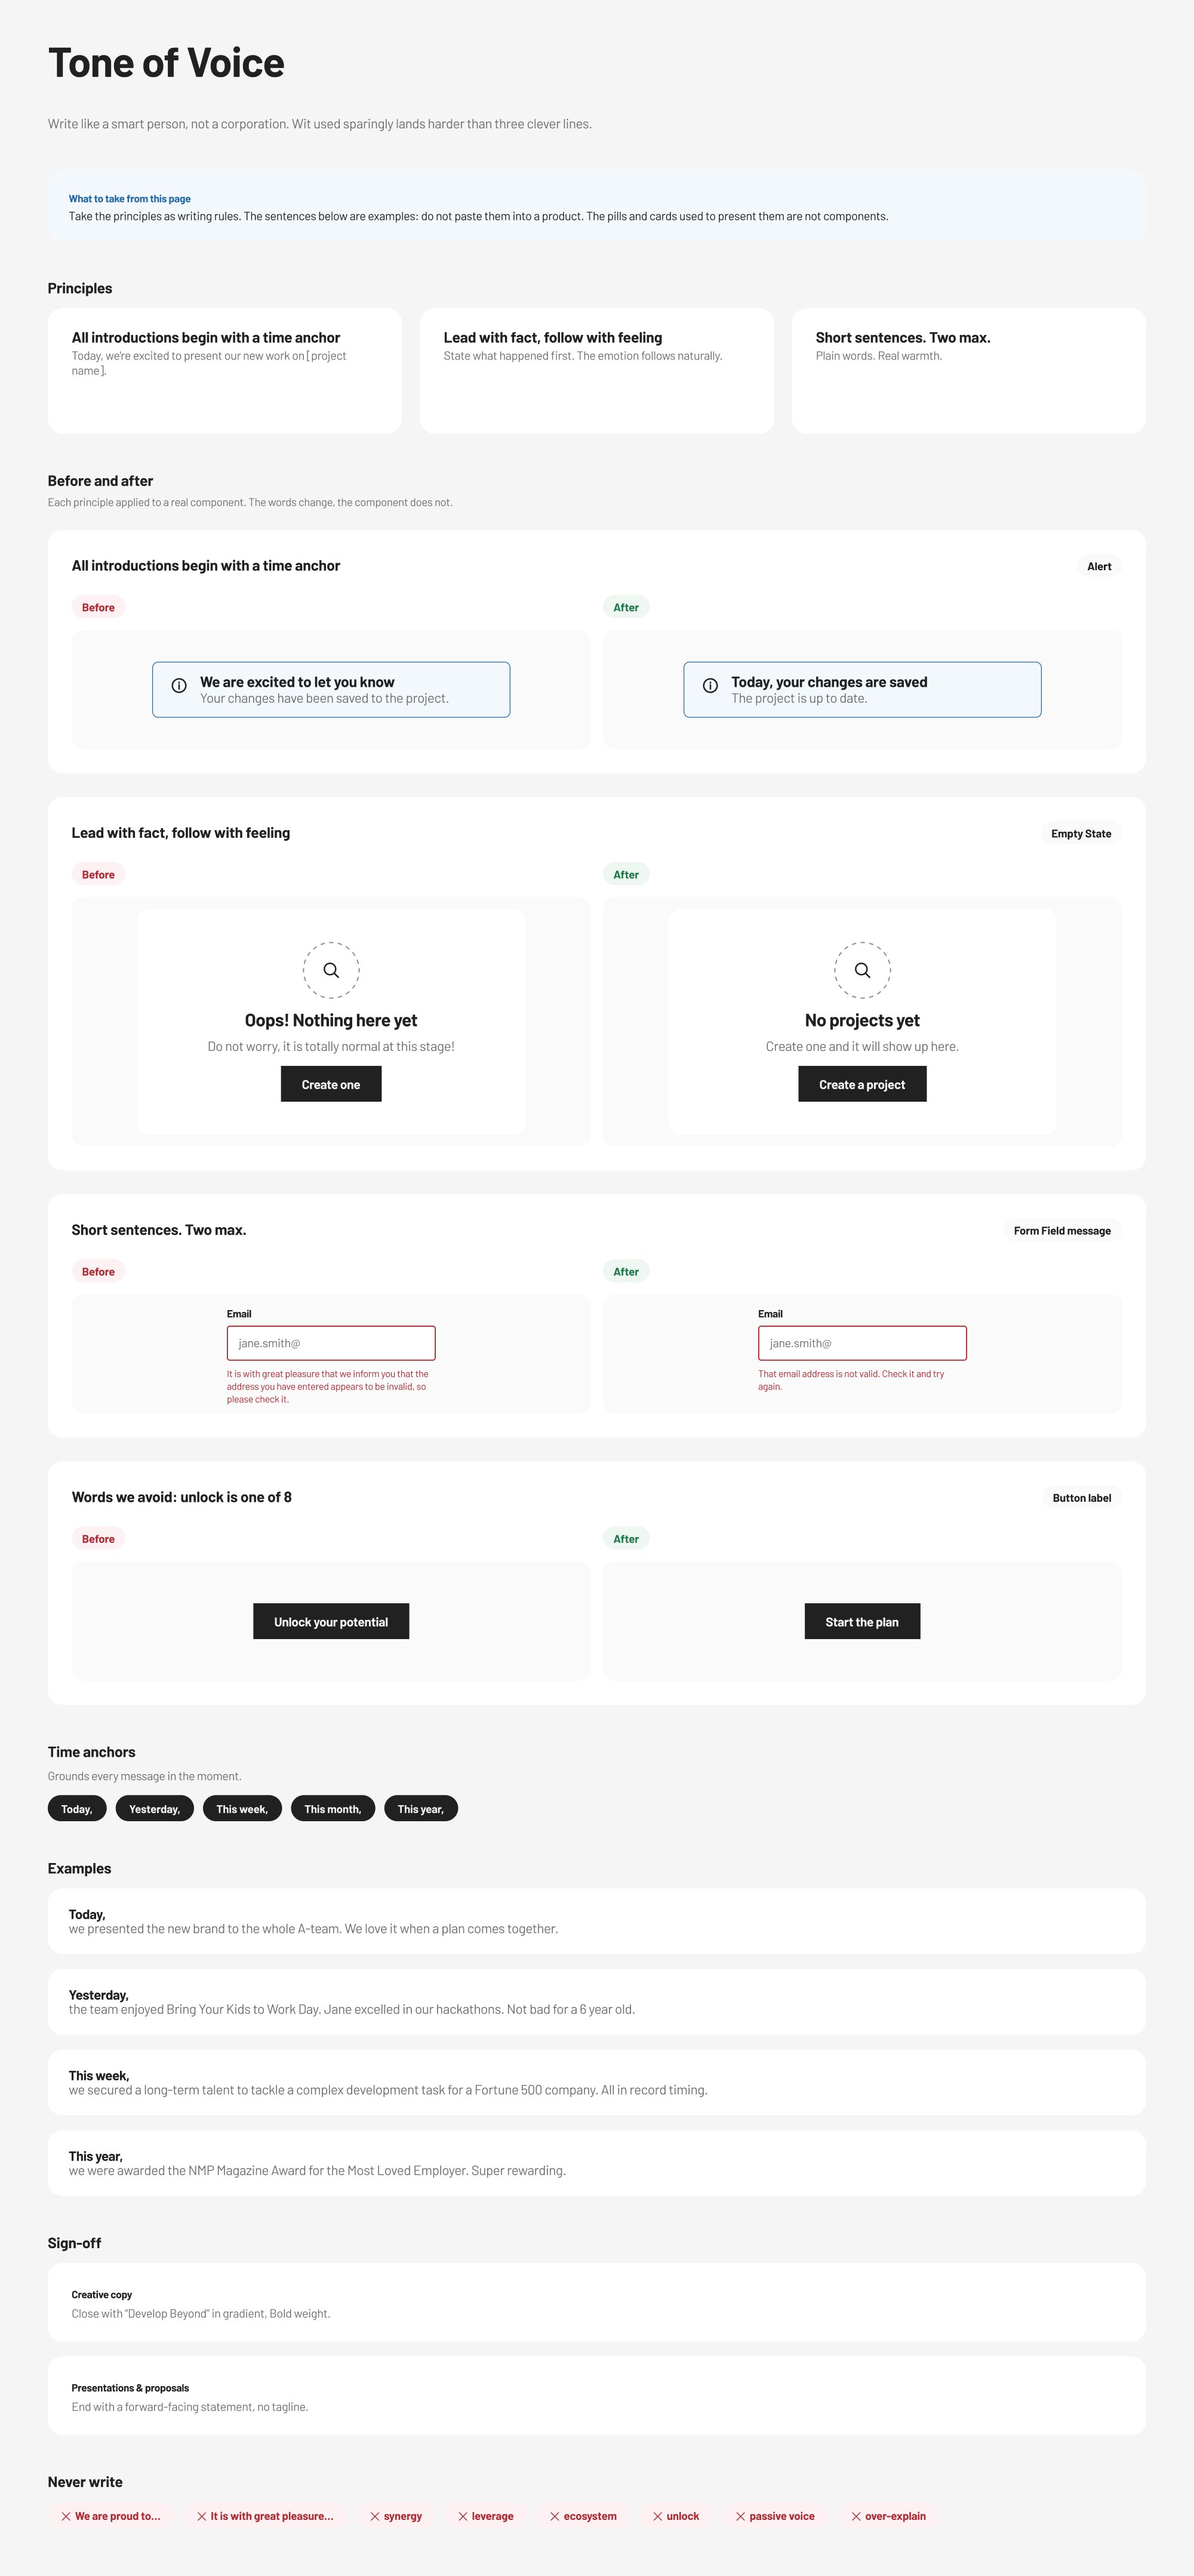 Tone of Voice
Write like a smart person, not a corporation. Wit used sparingly lands harder than three clever lines.
What to take from this page
Take the principles as writing rules. The sentences below are examples: do not paste them into a product. The pills and cards used to present them are not components.
Principles
All introductions begin with a time anchor
Today, we're excited to present our new work on [project
name].
Lead with fact, follow with feeling
State what happened first. The emotion follows naturally.
Short sentences. Two max.
Plain words. Real warmth.
Before and after
Each principle applied to a real component. The words change, the component does not.
All introductions begin with a time anchor
Alert
Before
We are excited to let you know
Your changes have been saved to the project.
After
Today, your changes are saved
The project is up to date.
Lead with fact, follow with feeling
Empty State
Before
Oops! Nothing here yet
Do not worry, it is totally normal at this stage!
Create one
After
No projects yet
Create one and it will show up here.
Create a project
Short sentences. Two max.
Form Field message
Before
Email
jane.smith@
It is with great pleasure that we inform you that the
address you have entered appears to be invalid, so
please check it.
After
Email
jane.smith@
That email address is not valid. Check it and try
again.
Words we avoid: unlock is one of 8
Button label
Before
Unlock your potential
After
Start the plan
Time anchors
Grounds every message in the moment.
Today,
Yesterday,
This week,
This month,
This year,
Examples
Today,
we presented the new brand to the whole A-team. We love it when a plan comes together.
Yesterday,
the team enjoyed Bring Your Kids to Work Day. Jane excelled in our hackathons. Not bad for a 6 year old.
This week,
we secured a long-term talent to tackle a complex development task for a Fortune 500 company. All in record timing.
This year,
we were awarded the NMP Magazine Award for the Most Loved Employer. Super rewarding.
Sign-off
Creative copy
Close with "Develop Beyond" in gradient, Bold weight.
Presentations & proposals
End with a forward-facing statement, no tagline.
Never write
We are proud to...
It is with great pleasure...
synergy
leverage
ecosystem
unlock
passive voice
over-explain